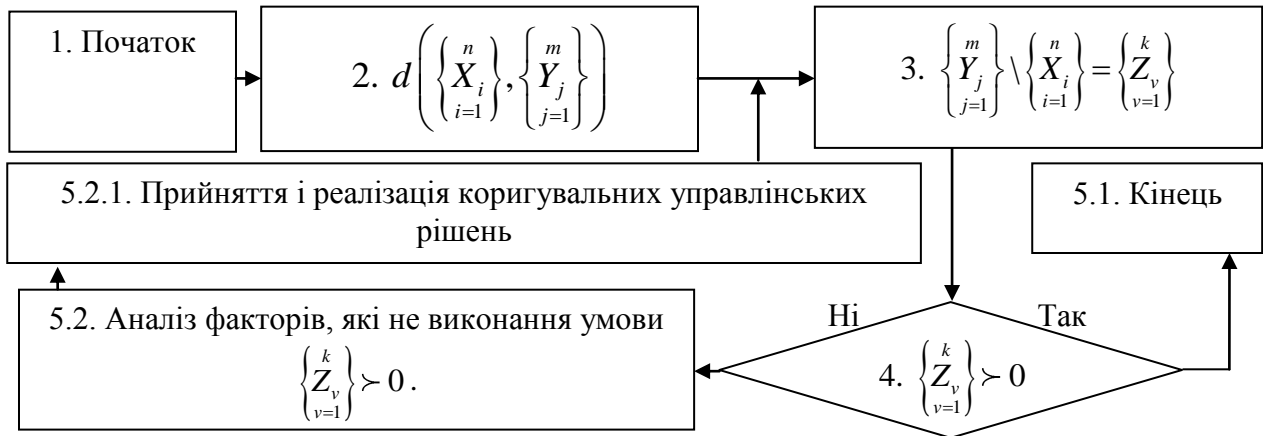 1. Початок
2. d({X_i}_{i=1}^{n}, {Y_j}_{j=1}^{m})
3. {Y_j}_{j=1}^{m} \ {X_i}_{i=1}^{n} = {Z_v}_{v=1}^{k}
5.2.1. Прийняття і реалізація коригувальних управлінських
рішень
5.1. Кінець
5.2. Аналіз факторів, які не виконання умови
{Z_v}_{v=1}^{k} ≻ 0 .
Ні
Так
4. {Z_v}_{v=1}^{k} ≻ 0